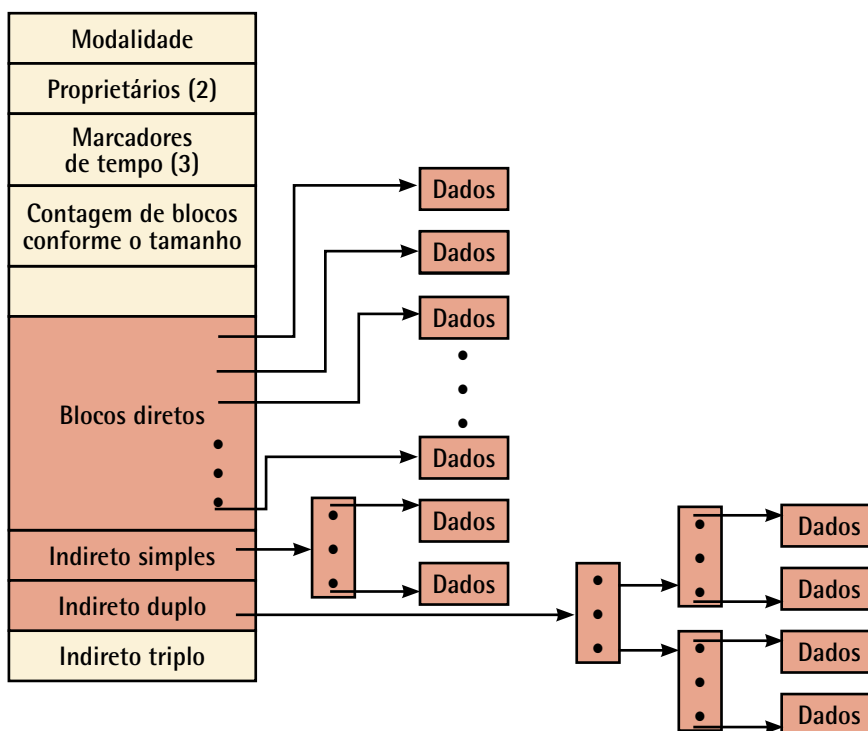 Modalidade
Proprietários (2)
Marcadores
de tempo (3)
Contagem de blocos
conforme o tamanho
Blocos diretos
Indireto simples
Indireto duplo
Indireto triplo
Dados
Dados
Dados
Dados
Dados
Dados
Dados
Dados
Dados
Dados